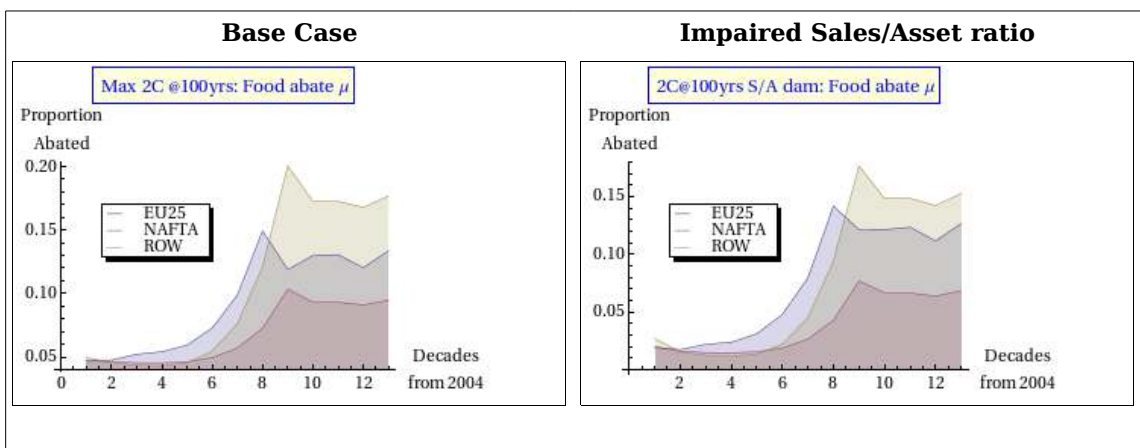 Base Case
Impaired Sales/Asset ratio
Max 2C @100yrs: Food abate μ
Proportion
Abated
0.20
0.15
0.10
0.05
EU25
NAFTA
ROW
0 2 4 6 8 10 12
Decades
from 2004
2C@100yrs S/A dam: Food abate μ
Proportion
Abated
0.15
0.10
0.05
EU25
NAFTA
ROW
2 4 6 8 10 12
Decades
from 2004